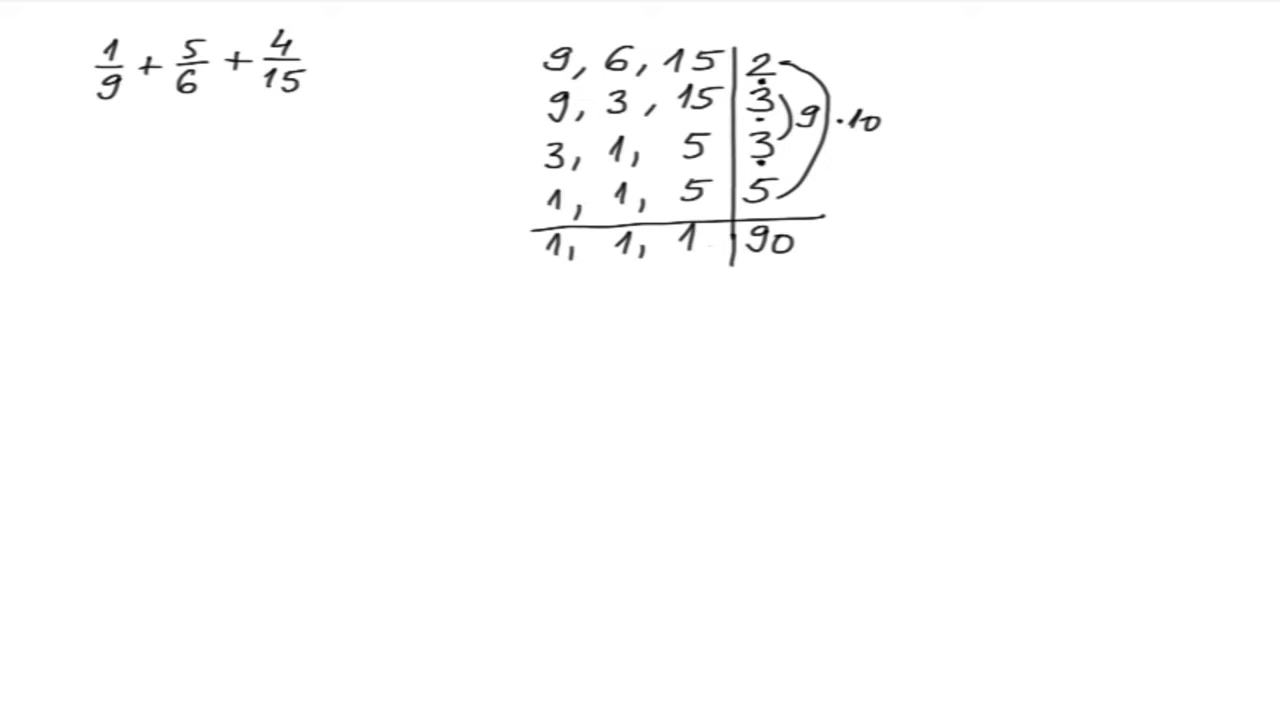 1/9 + 5/6 + 4/15
9, 6, 15 | 2
9, 3, 15 | 3
9 · 10
3, 1, 5 | 3
1, 1, 5 | 5
1, 1, 1 | 90